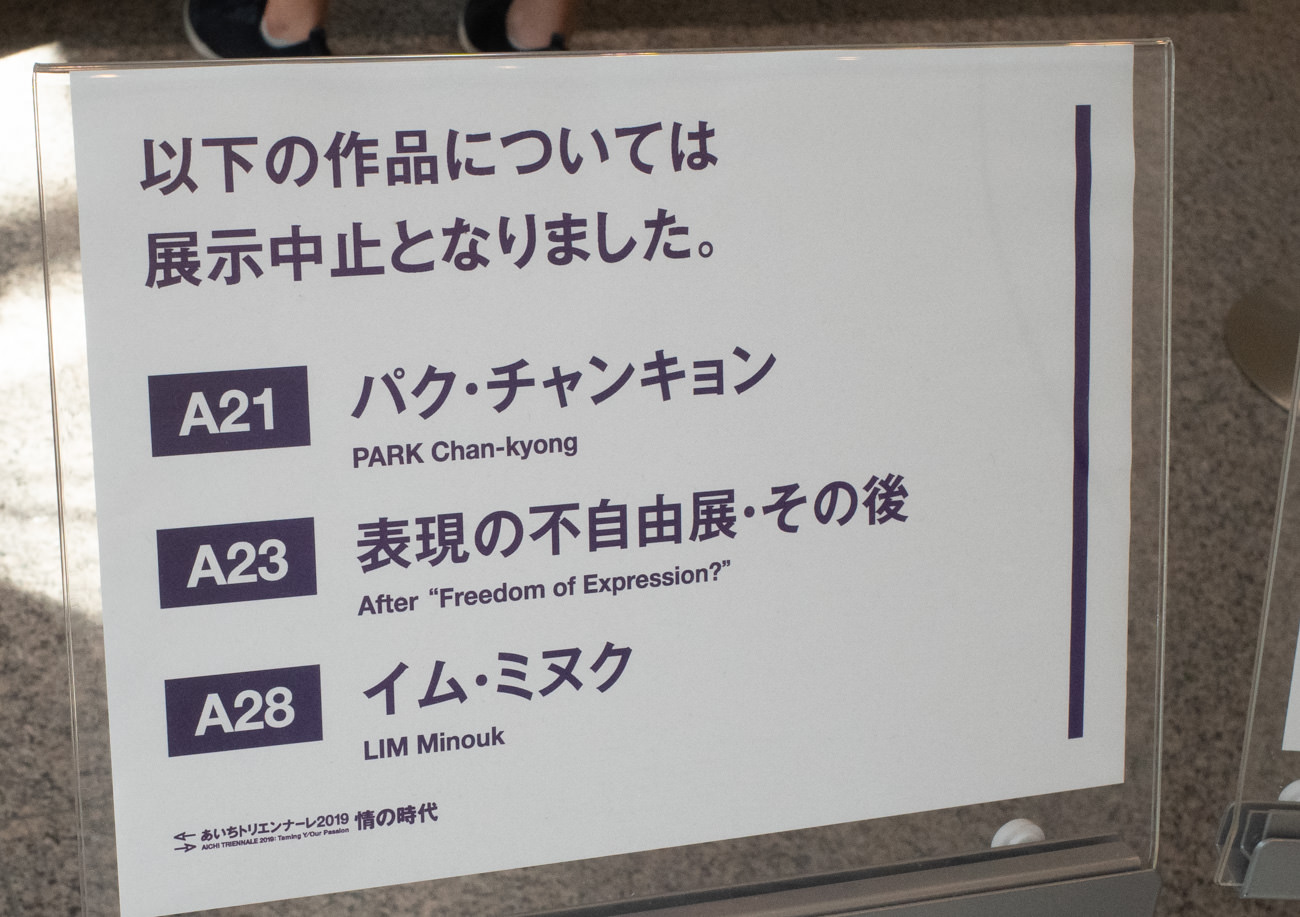 以下の作品については
展示中止となりました。
A21 パク・チャンキョン
PARK Chan-kyong
A23 表現の不自由展・その後
After “Freedom of Expression?”
A28 イム・ミヌク
LIM Minouk
あいちトリエンナーレ2019 情の時代
AICHI TRIENNALE 2019: Taming Y/Our Passion